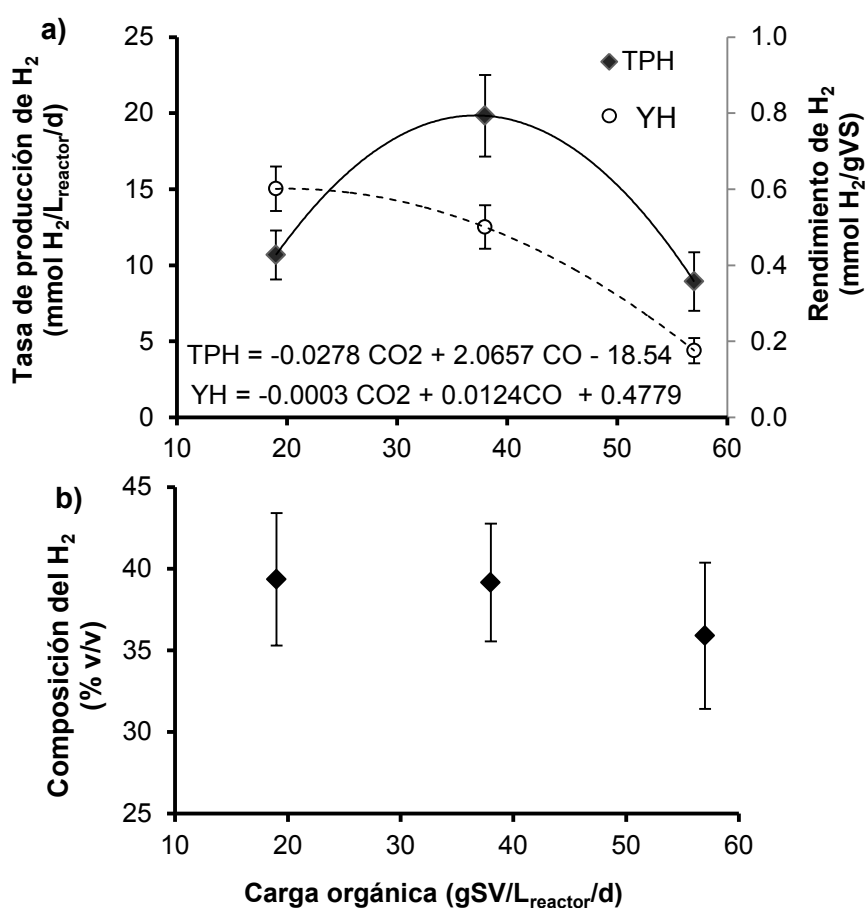 a)
Tasa de producción de H2
(mmol H2/Lreactor/d)
25
20
15
10
5
0
TPH
YH
TPH = -0.0278 CO2 + 2.0657 CO - 18.54
YH = -0.0003 CO2 + 0.0124CO + 0.4779
1.0
0.8
0.6
0.4
0.2
0.0
Rendimiento de H2
(mmol H2/gVS)
10 20 30 40 50 60
b)
Composición del H2
(% v/v)
45
40
35
30
25
10 20 30 40 50 60
Carga orgánica (gSV/Lreactor/d)